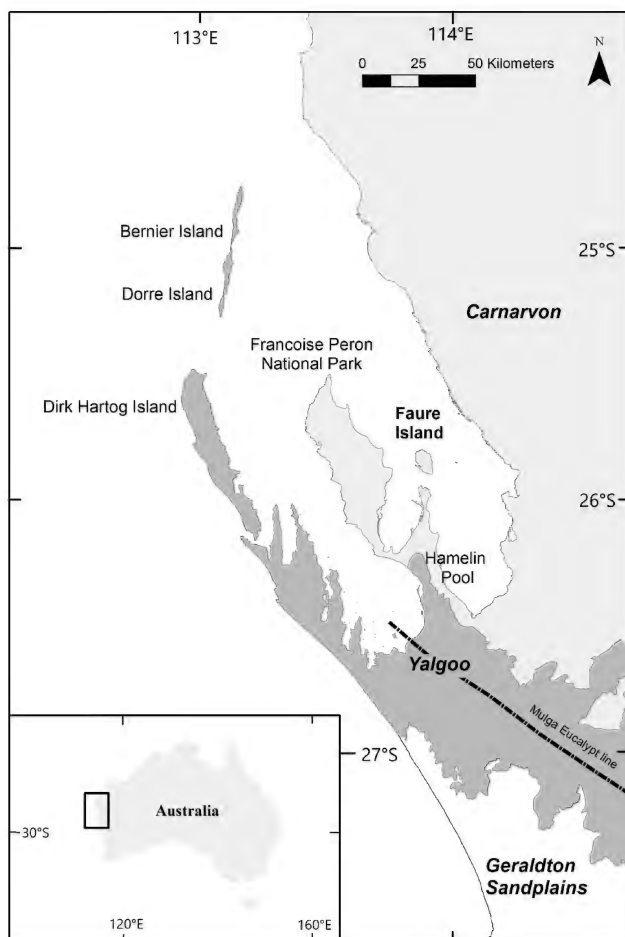 113°E
114°E
N
0 25 50 Kilometers
Bernier Island
25°S
Dorre Island
Carnarvon
Francoise Peron
National Park
Dirk Hartog Island
Faure
Island
26°S
Hamelin
Pool
Yalgoo
Mulga Eucalypt line
27°S
Australia
30°S
Geraldton
Sandplains
120°E
160°E